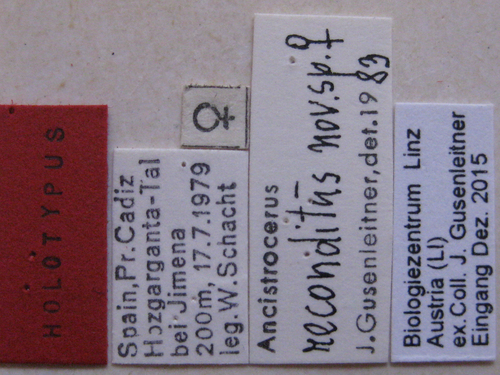 HOLOTYPUS
Spain, Pr. Cadiz
Hozgarganta-Tal
bei Jimena
200m, 17.7.1979
leg. W. Schacht
♀
Ancistrocerus
reconditus nov. sp. ♀
J. Gusenleitner, det. 1983
Biologiezentrum Linz
Austria (LI)
ex. Coll. J. Gusenleitner
Eingang Dez. 2015